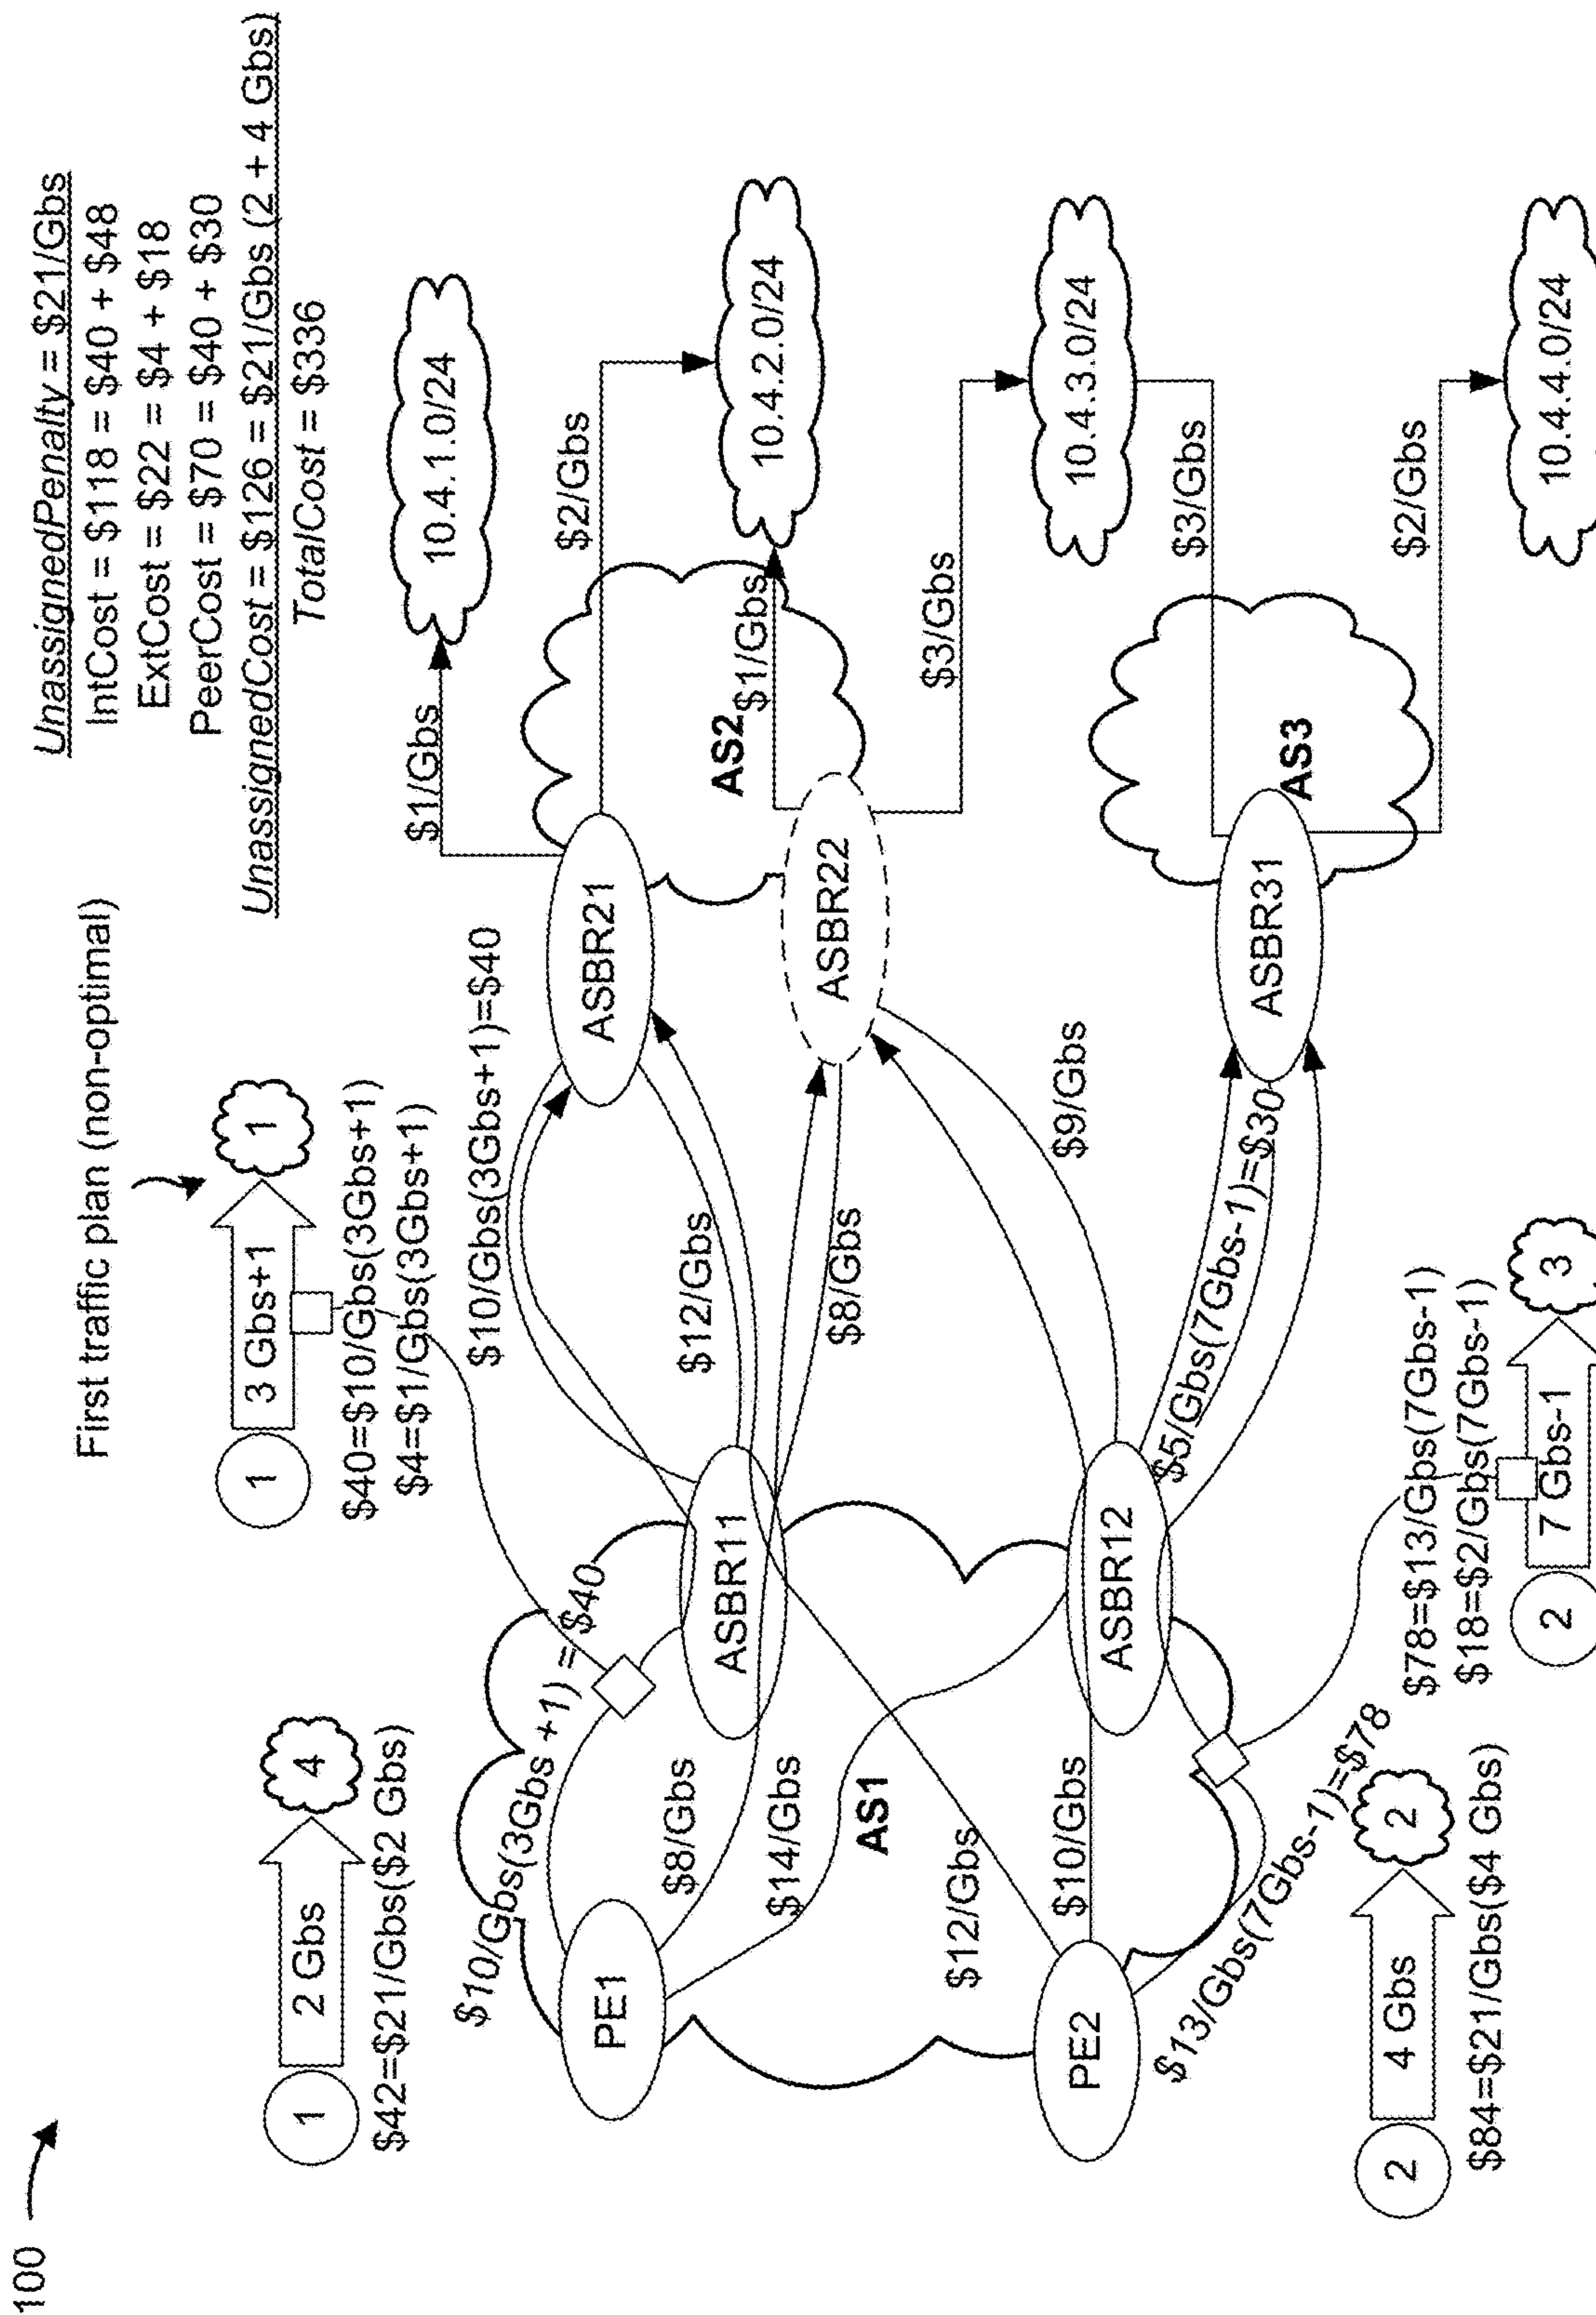 100
First traffic plan (non-optimal)
UnassignedPenalty = $21/Gbs
IntCost = $118 = $40 + $48
ExtCost = $22 = $4 + $18
PeerCost = $70 = $40 + $30
UnassignedCost = $126 = $21/Gbs (2 + 4 Gbs)
TotalCost = $336
1
2 Gbs
4
$42=$21/Gbs($2 Gbs)
1
3 Gbs+1
1
$40=$10/Gbs(3Gbs+1)
$4=$1/Gbs(3Gbs+1)
$10/Gbs(3Gbs+1)=$40
$1/Gbs
10.4.1.0/24
$10/Gbs(3Gbs +1) = $40
PE1
ASBR11
ASBR21
$2/Gbs
$8/Gbs
$12/Gbs
AS2
$1/Gbs
10.4.2.0/24
$14/Gbs
$8/Gbs
ASBR22
AS1
$12/Gbs
$3/Gbs
$10/Gbs
$9/Gbs
10.4.3.0/24
PE2
ASBR12
$5/Gbs(7Gbs-1)=$30
$3/Gbs
$13/Gbs(7Gbs-1)=$78
ASBR31
AS3
$2/Gbs
2
4 Gbs
2
$84=$21/Gbs($4 Gbs)
$78=$13/Gbs(7Gbs-1)
$18=$2/Gbs(7Gbs-1)
2
7 Gbs-1
3
10.4.4.0/24